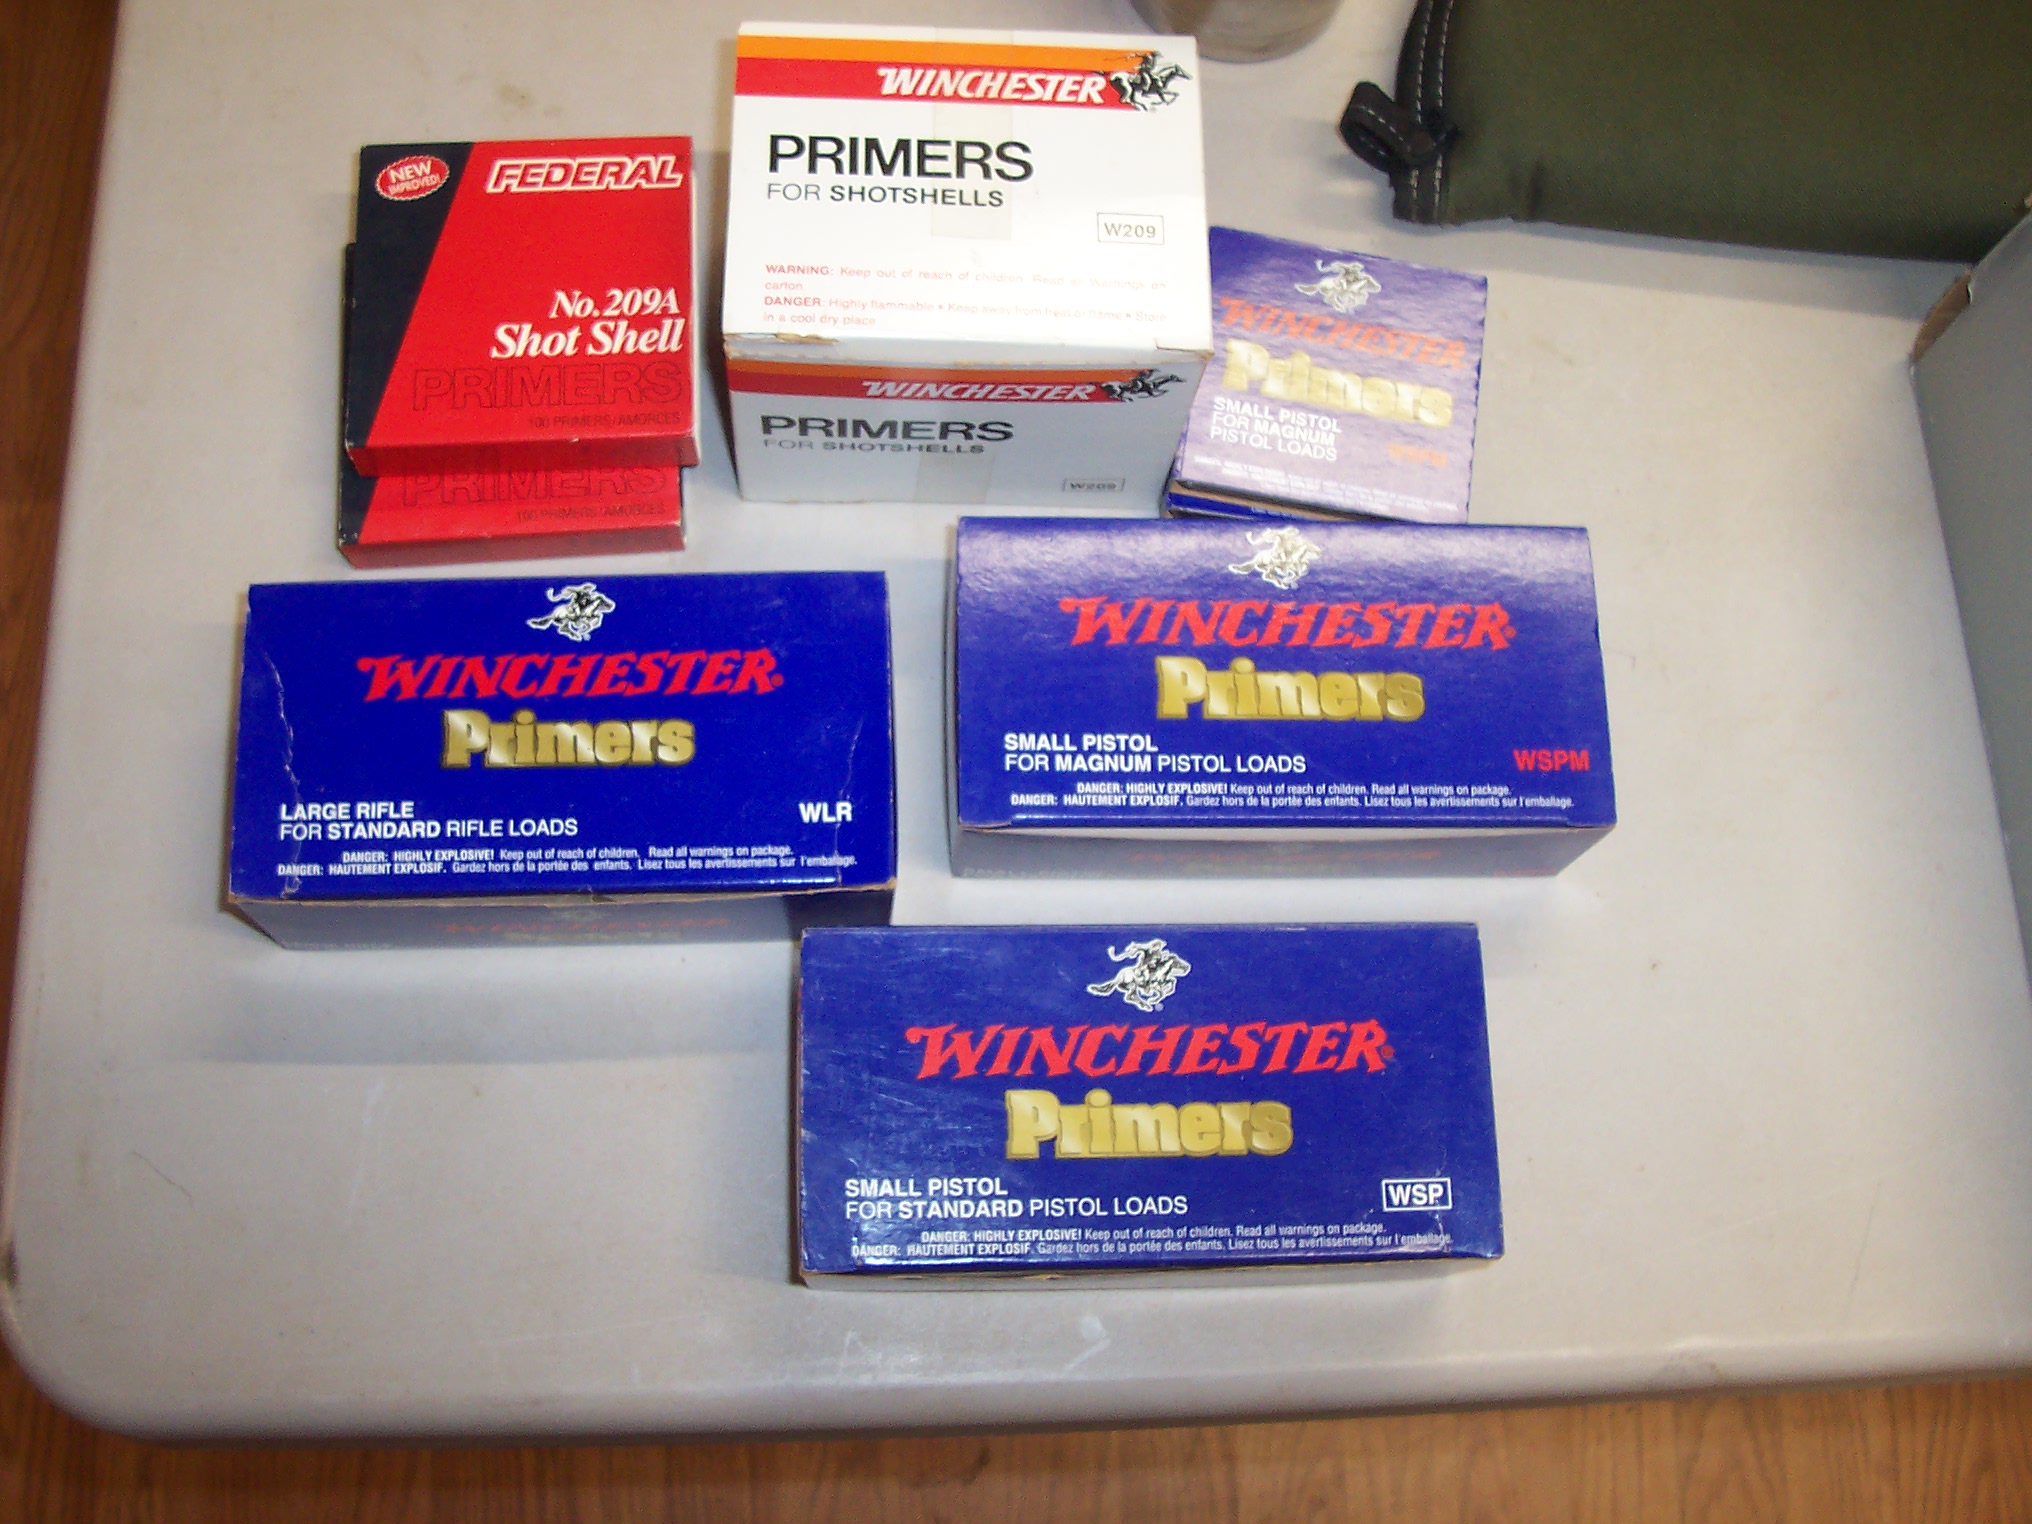 NEW
IMPROVED!
FEDERAL
No. 209A
Shot Shell
PRIMERS
100 PRIMERS/AMORCES
PRIMERS
100 PRIMERS/AMORCES
WINCHESTER
PRIMERS
FOR SHOTSHELLS
W209
WARNING: Keep out of reach of children. Read all Warnings on
carton.
DANGER: Highly flammable • Keep away from heat or flame • Store
in a cool dry place
WINCHESTER
PRIMERS
FOR SHOTSHELLS
W209
WINCHESTER
Primers
SMALL PISTOL
FOR MAGNUM
PISTOL LOADS
WSPM
WINCHESTER
Primers
LARGE RIFLE
FOR STANDARD RIFLE LOADS
WLR
DANGER: HIGHLY EXPLOSIVE! Keep out of reach of children. Read all warnings on package.
DANGER: HAUTEMENT EXPLOSIF. Gardez hors de la portée des enfants. Lisez tous les avertissements sur l'emballage.
WINCHESTER
WINCHESTER
Primers
SMALL PISTOL
FOR MAGNUM PISTOL LOADS
WSPM
DANGER: HIGHLY EXPLOSIVE! Keep out of reach of children. Read all warnings on package.
DANGER: HAUTEMENT EXPLOSIF. Gardez hors de la portée des enfants. Lisez tous les avertissements sur l'emballage.
WINCHESTER
Primers
SMALL PISTOL
FOR STANDARD PISTOL LOADS
WSP
DANGER: HIGHLY EXPLOSIVE! Keep out of reach of children. Read all warnings on package.
DANGER: HAUTEMENT EXPLOSIF. Gardez hors de la portée des enfants. Lisez tous les avertissements sur l'emballage.